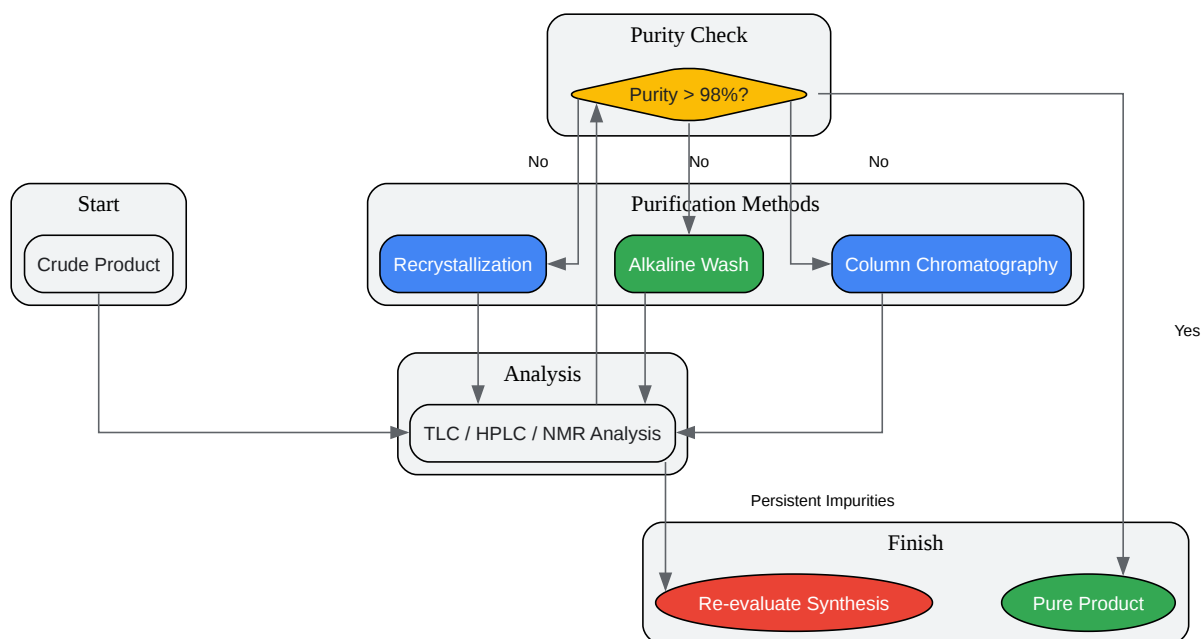 Purity Check
Purity > 98%?
No
No
No
Start
Purification Methods
Crude Product
Recrystallization
Alkaline Wash
Column Chromatography
Yes
Analysis
TLC / HPLC / NMR Analysis
Persistent Impurities
Finish
Re-evaluate Synthesis
Pure Product